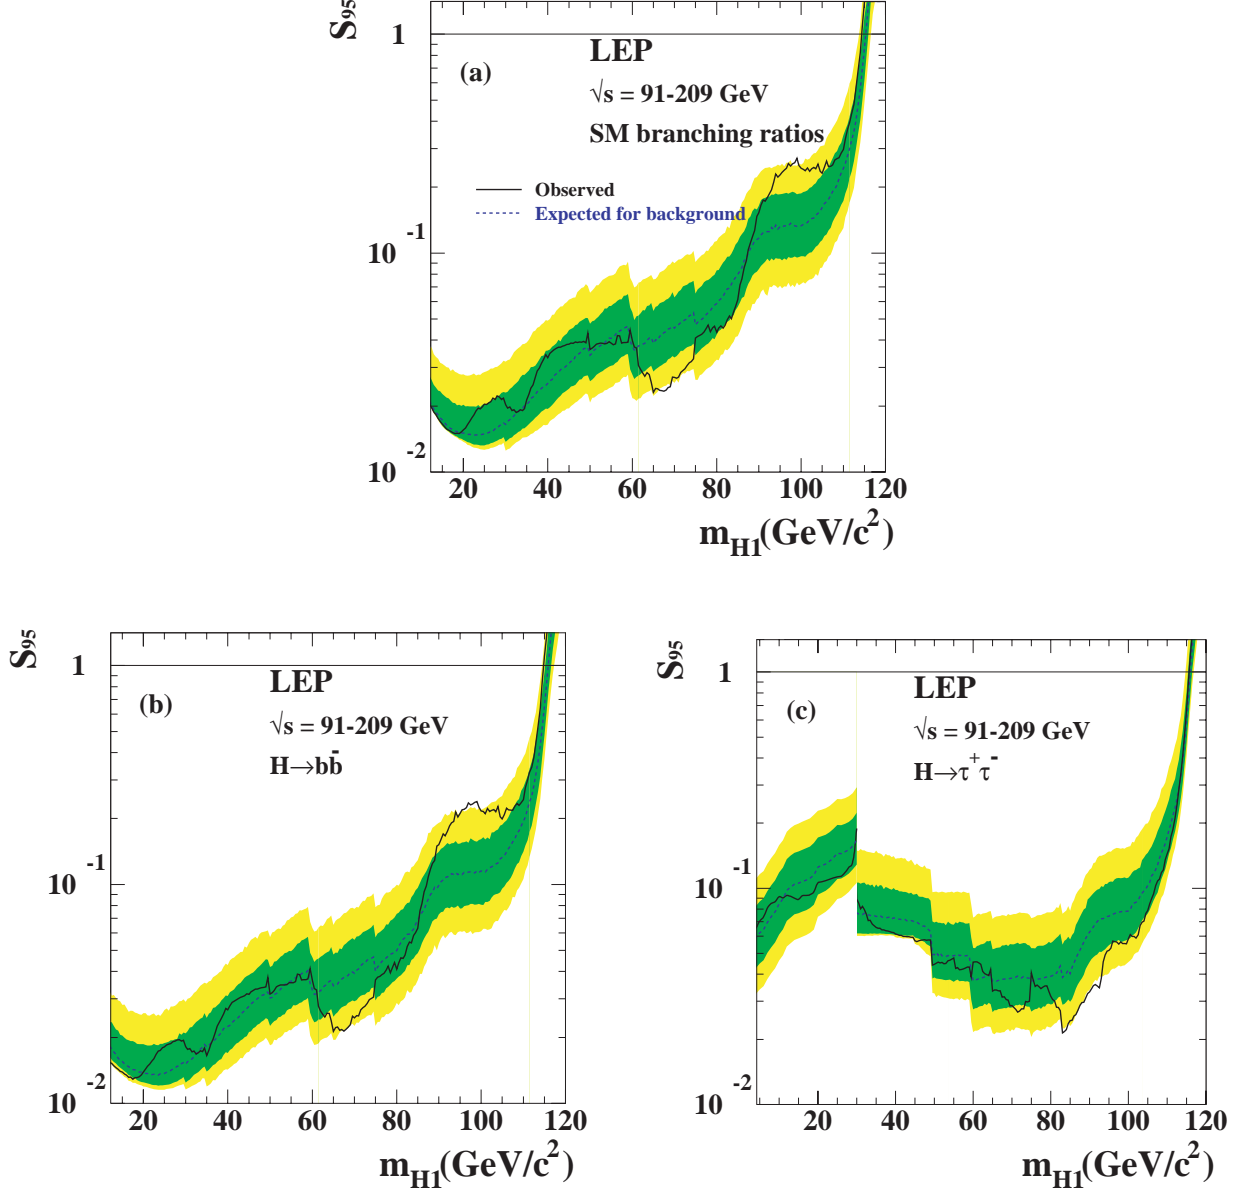 S95
1
10 -1
10 -2
(a)
LEP
√s = 91-209 GeV
SM branching ratios
Observed
Expected for background
20 40 60 80 100 120
mH1(GeV/c2)
S95
1
10 -1
10 -2
(b)
LEP
√s = 91-209 GeV
H→bb̄
20 40 60 80 100 120
mH1(GeV/c2)
S95
1
10 -1
10 -2
(c)
LEP
√s = 91-209 GeV
H→τ+τ-
20 40 60 80 100 120
mH1(GeV/c2)